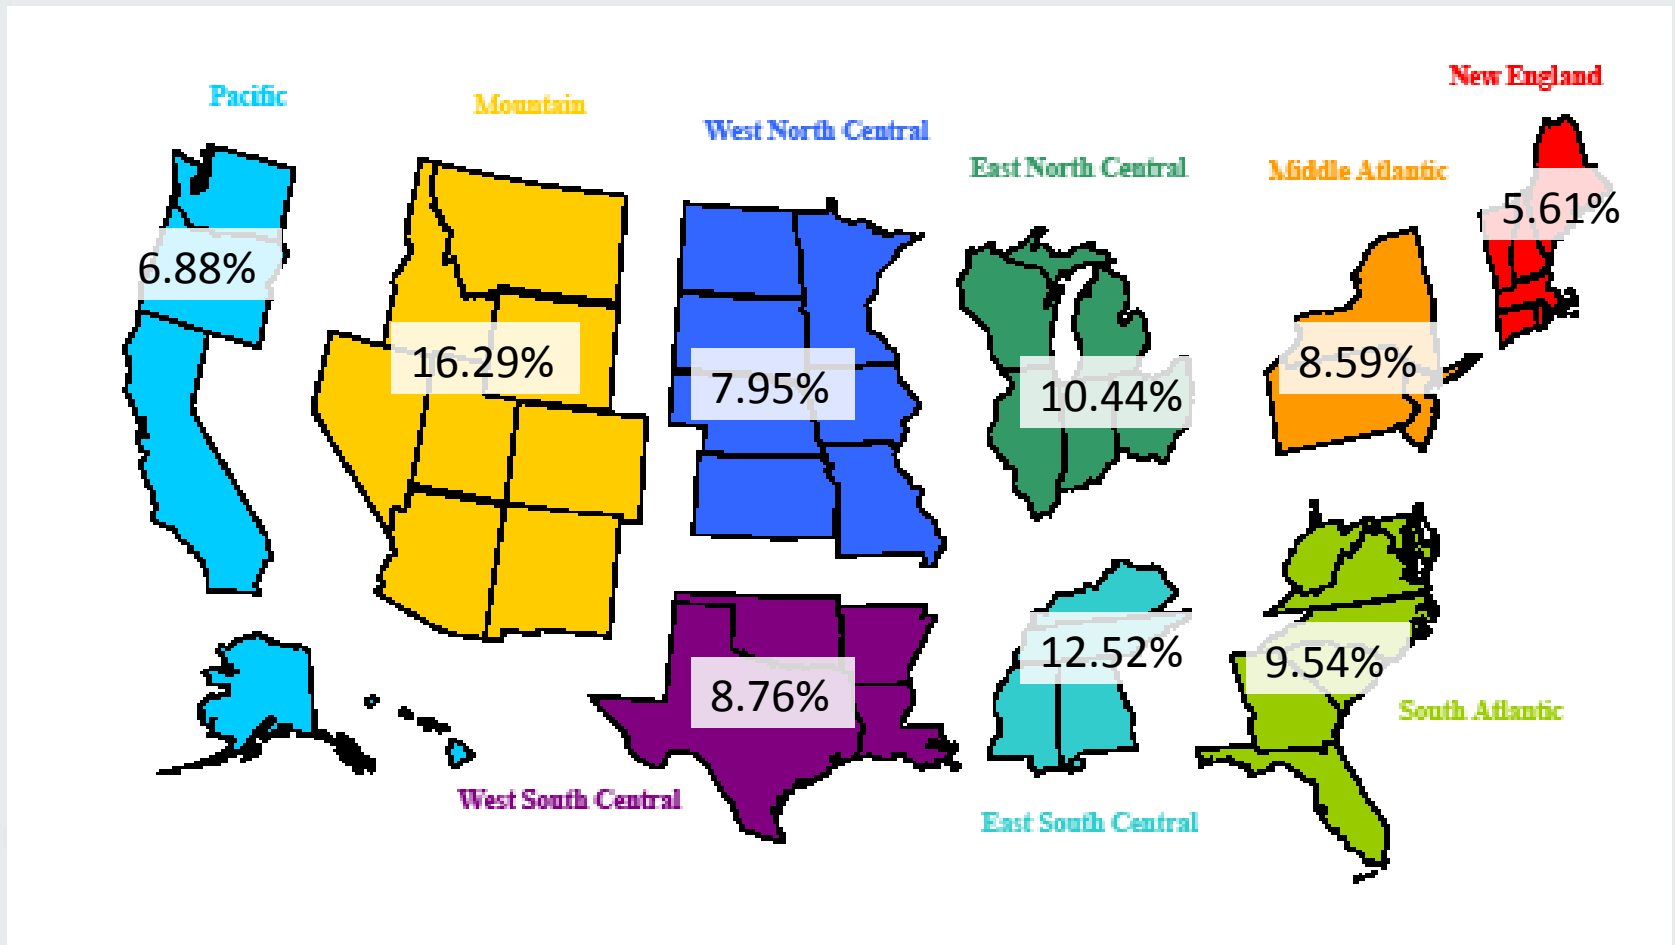 New England
Pacific
Mountain
West North Central
East North Central
Middle Atlantic
5.61%
6.88%
16.29%
7.95%
10.44%
8.59%
8.76%
12.52%
9.54%
South Atlantic
West South Central
East South Central